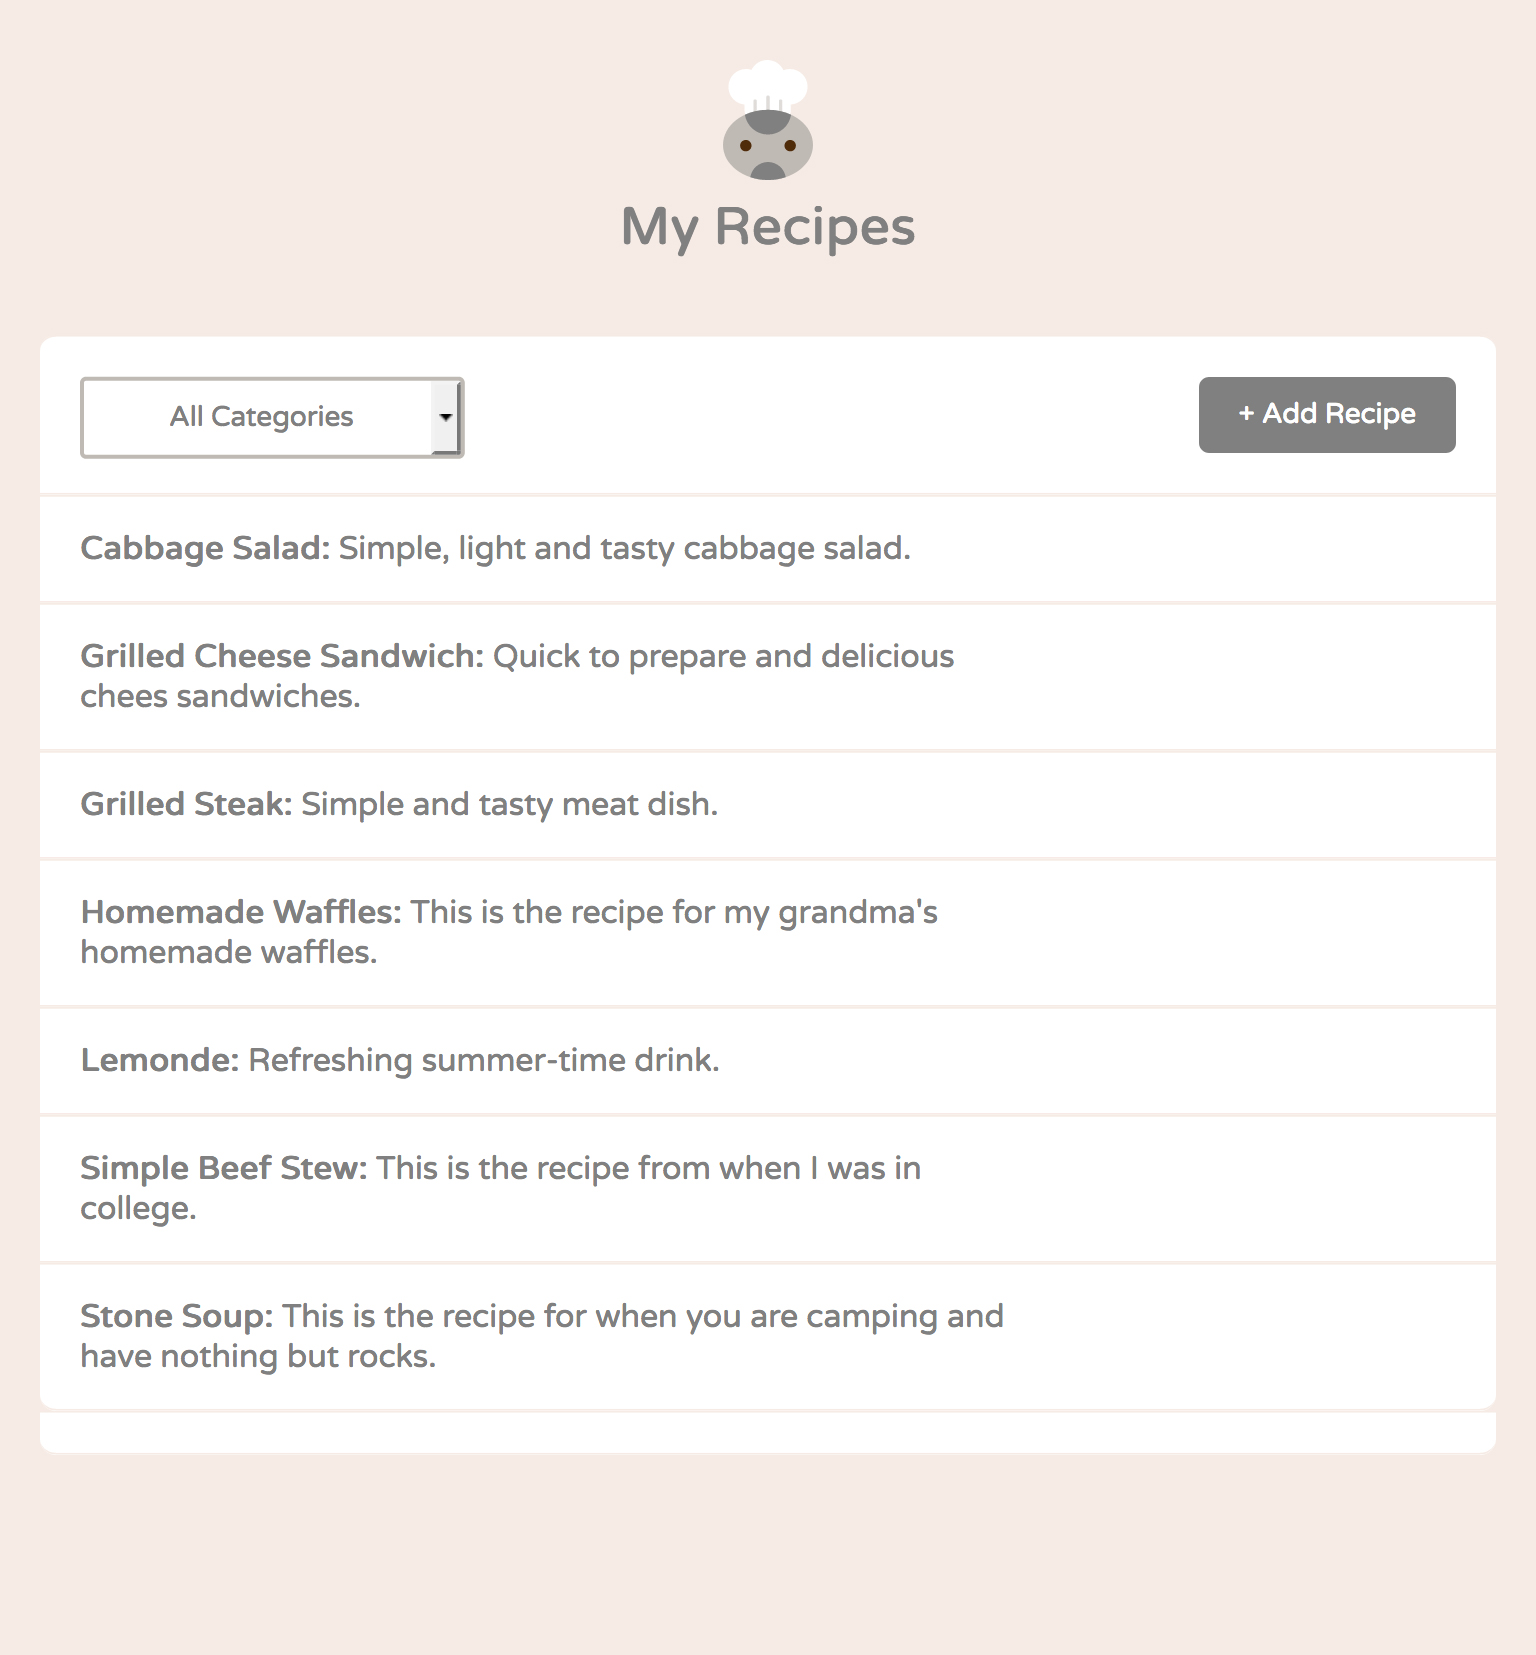 My Recipes
All Categories
+ Add Recipe
Cabbage Salad: Simple, light and tasty cabbage salad.
Grilled Cheese Sandwich: Quick to prepare and delicious
chees sandwiches.
Grilled Steak: Simple and tasty meat dish.
Homemade Waffles: This is the recipe for my grandma's
homemade waffles.
Lemonde: Refreshing summer-time drink.
Simple Beef Stew: This is the recipe from when I was in
college.
Stone Soup: This is the recipe for when you are camping and
have nothing but rocks.